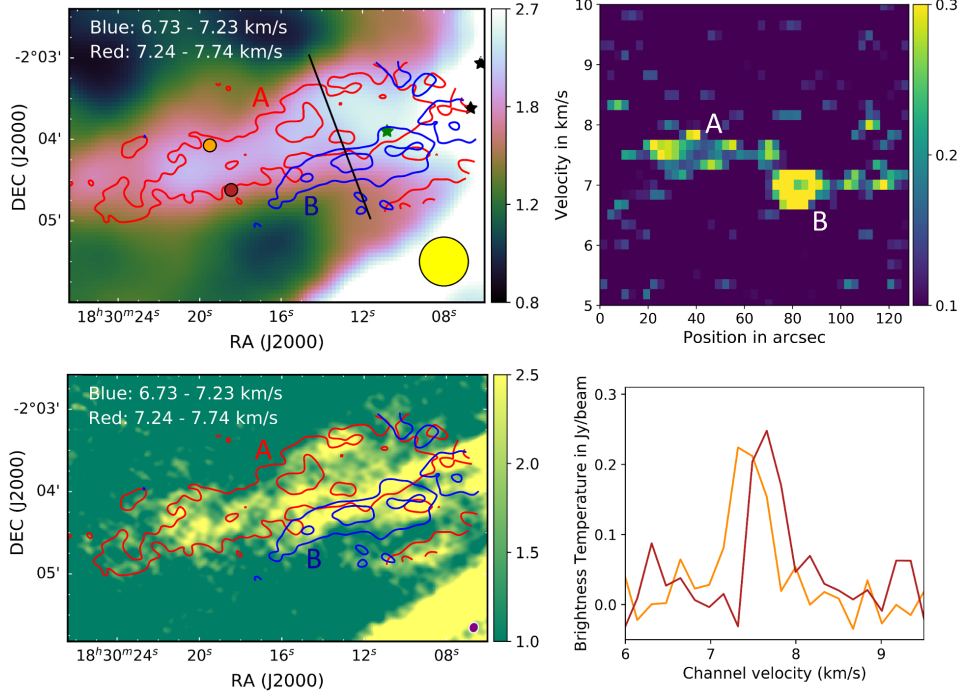 Blue: 6.73 - 7.23 km/s
Red: 7.24 - 7.74 km/s
A
B
-2°03'
04'
05'
DEC (J2000)
18ʰ30ᵐ24ˢ
20ˢ
16ˢ
12ˢ
08ˢ
RA (J2000)
2.7
1.8
1.2
0.8
10
9
8
7
6
5
Velocity in km/s
A
B
0
20
40
60
80
100
120
Position in arcsec
0.3
0.2
0.1
Blue: 6.73 - 7.23 km/s
Red: 7.24 - 7.74 km/s
A
B
-2°03'
04'
05'
DEC (J2000)
18ʰ30ᵐ24ˢ
20ˢ
16ˢ
12ˢ
08ˢ
RA (J2000)
2.5
2.0
1.5
1.0
0.3
0.2
0.1
0.0
Brightness Temperature in Jy/beam
6
7
8
9
Channel velocity (km/s)